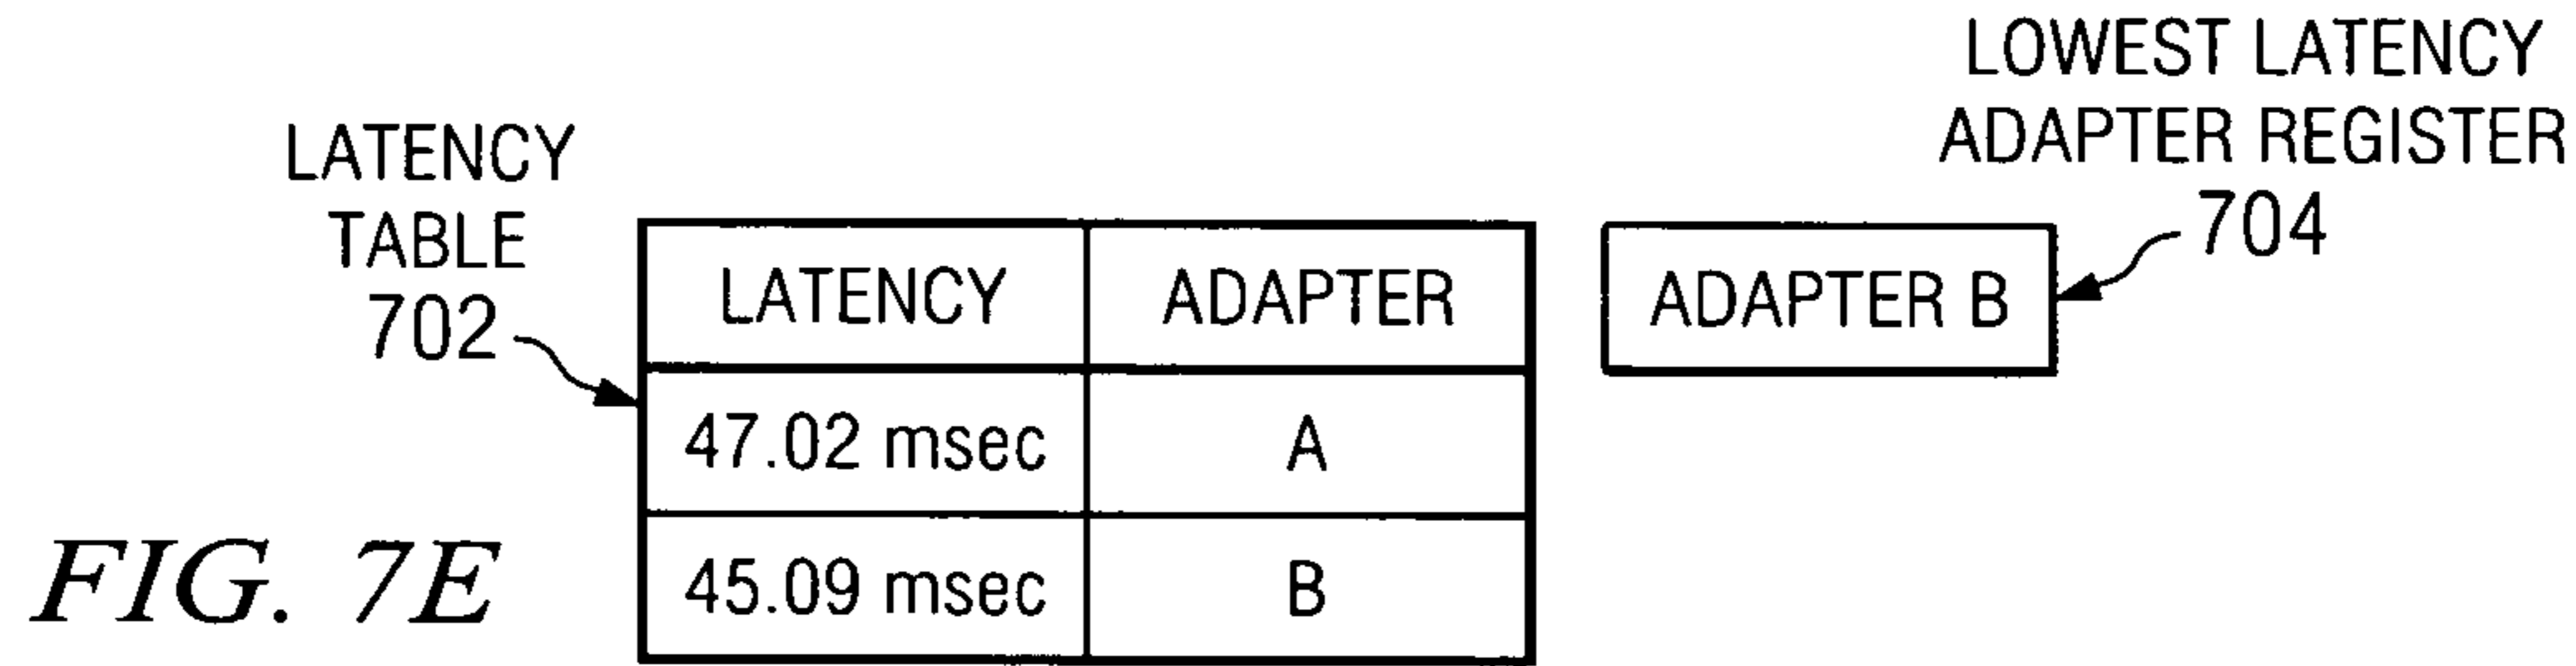 LOWEST LATENCY
ADAPTER REGISTER
704
LATENCY
TABLE
702
LATENCY ADAPTER
47.02 msec A
45.09 msec B
ADAPTER B
FIG. 7E